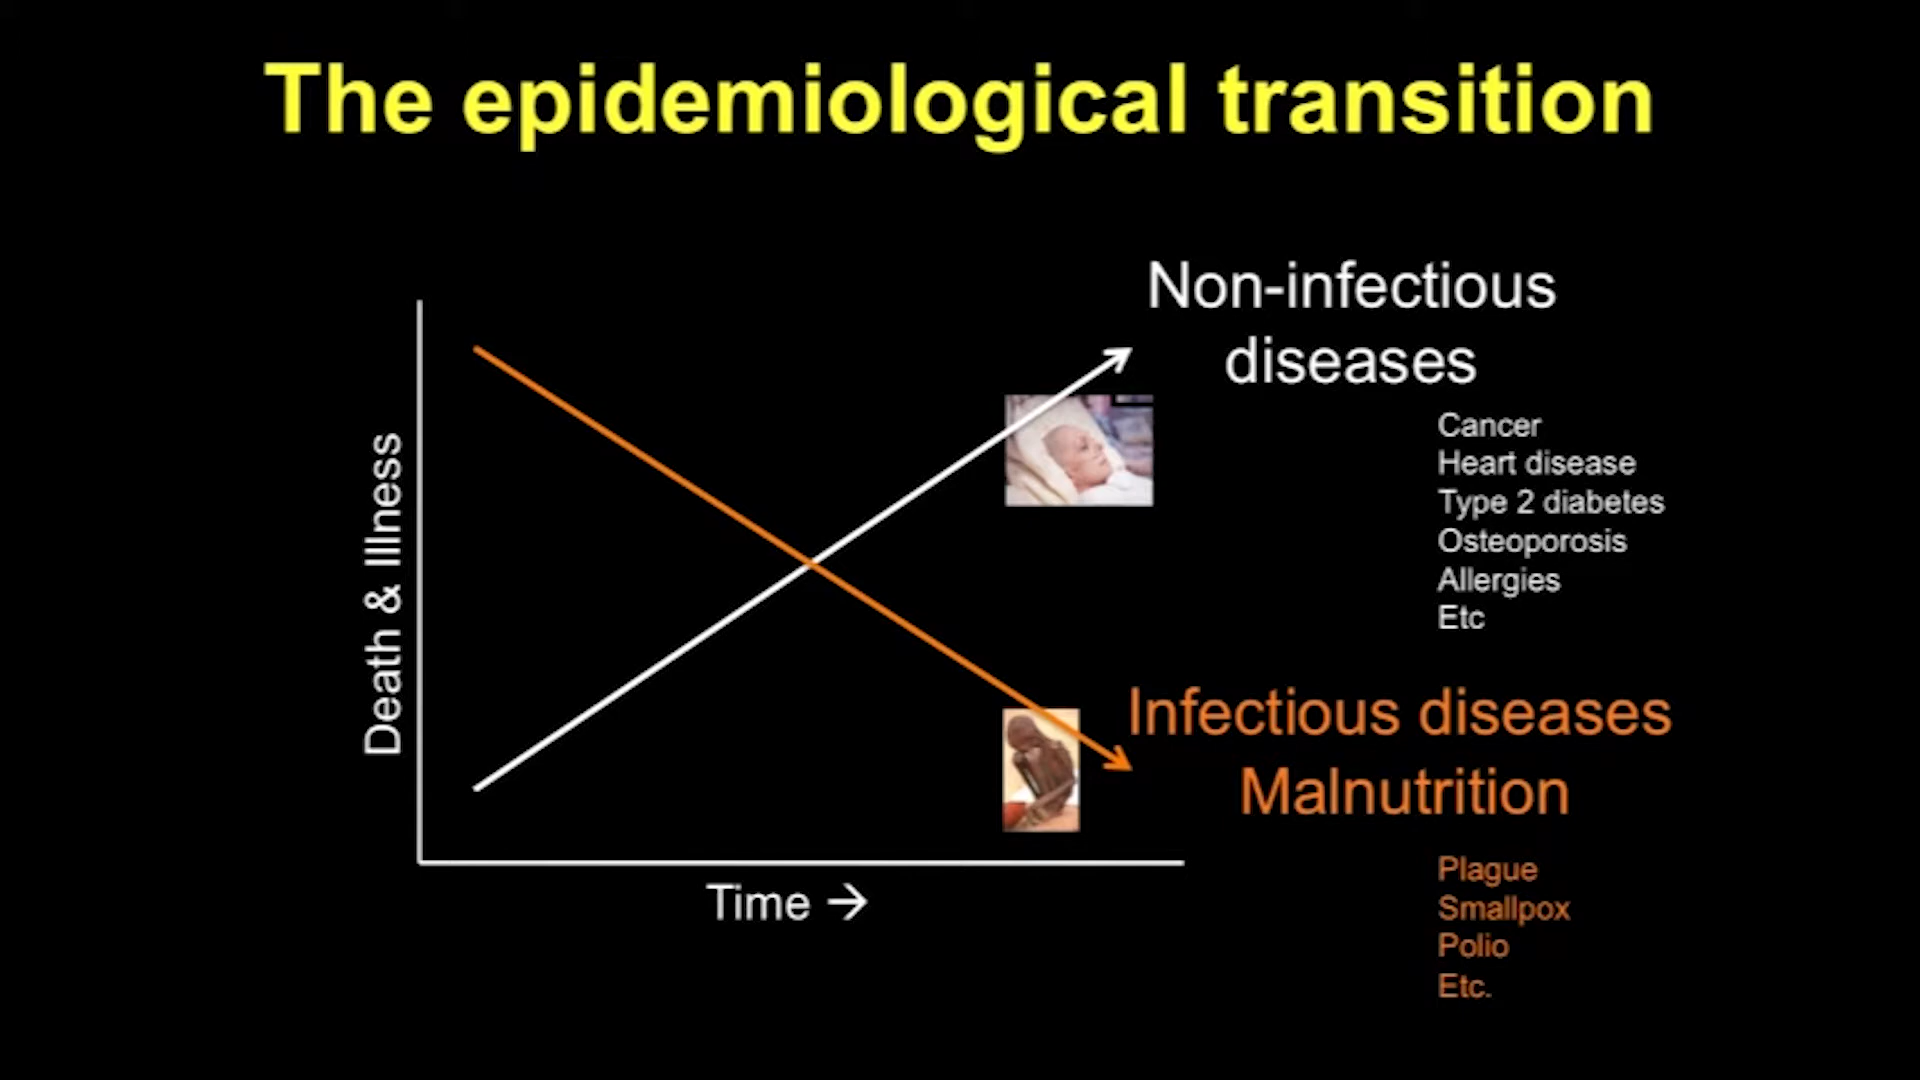 The epidemiological transition
Death & Illness
Time →
Non-infectious
diseases
Cancer
Heart disease
Type 2 diabetes
Osteoporosis
Allergies
Etc
Infectious diseases
Malnutrition
Plague
Smallpox
Polio
Etc.